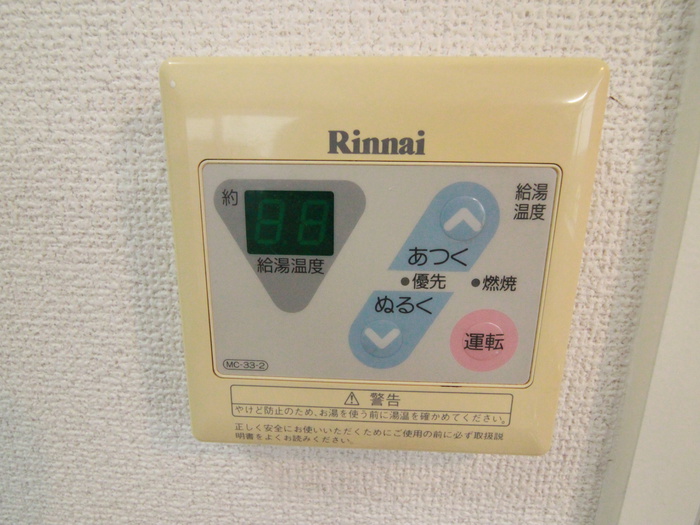 Rinnai
約
88
給湯温度
給湯
温度
あつく
●優先 ●燃焼
ぬるく
運転
MC-33-2
⚠ 警告
やけど防止のため、お湯を使う前に湯温を確かめてください。
正しく安全にお使いいただくためにご使用の前に必ず取扱説
明書をよくお読みください。